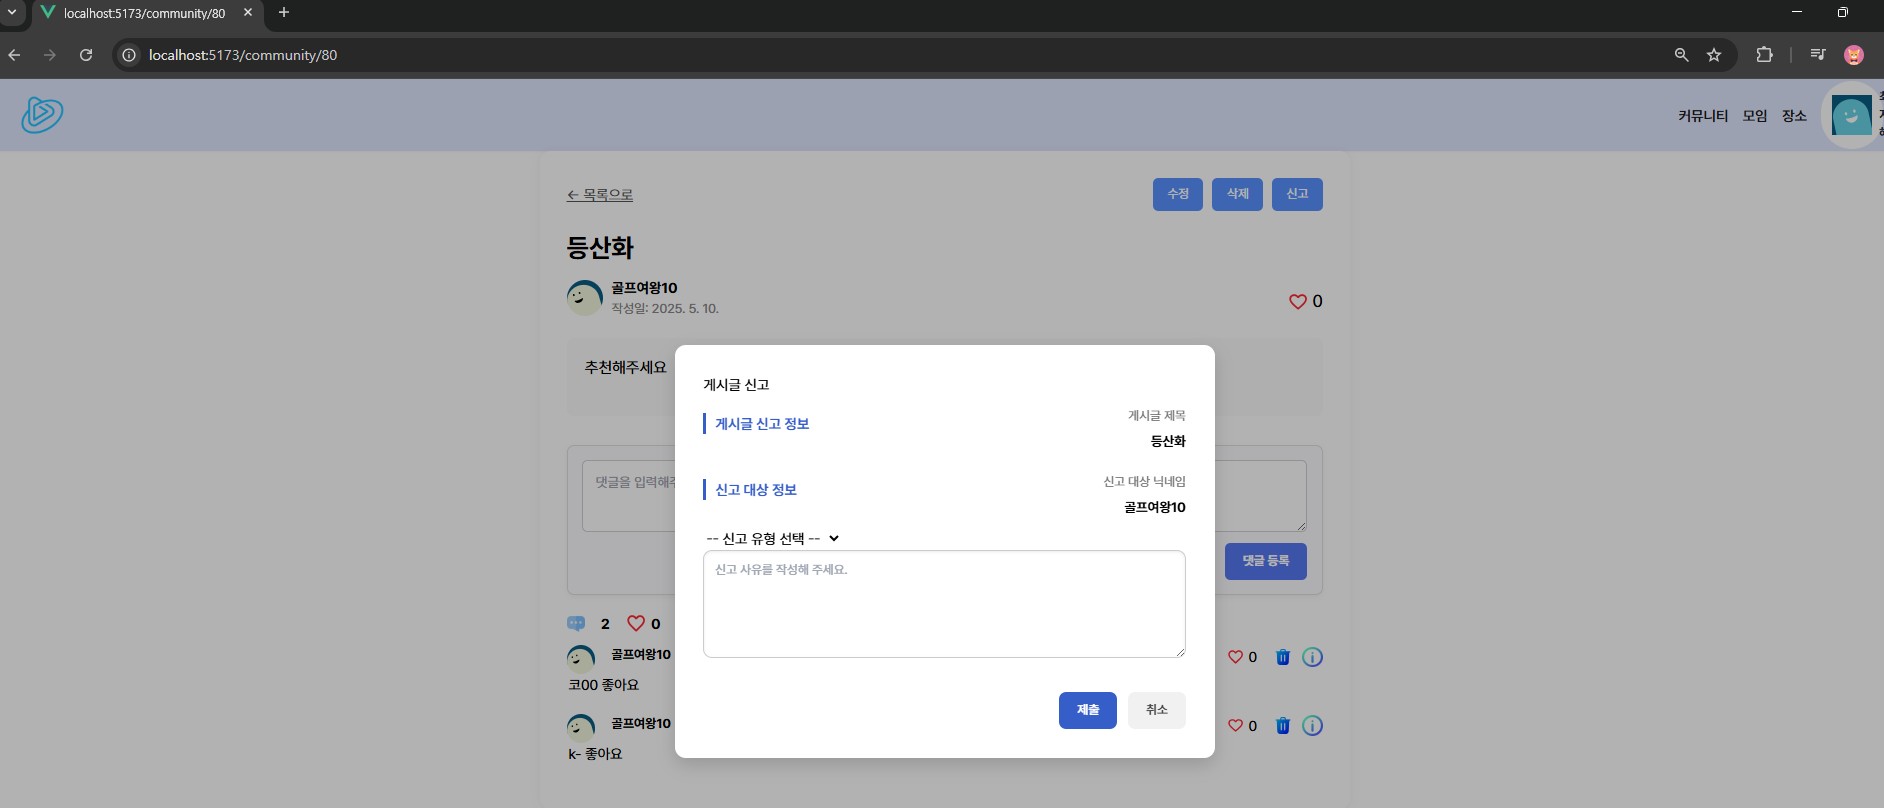 localhost:5173/community/80
localhost:5173/community/80
커뮤니티 모임 장소
← 목록으로
수정 삭제 신고
등산화
골프여왕10
작성일: 2025. 5. 10.
0
추천해주세요
게시글 신고
게시글 신고 정보
게시글 제목
등산화
신고 대상 정보
신고 대상 닉네임
골프여왕10
-- 신고 유형 선택 --
신고 사유를 작성해 주세요.
제출 취소
댓글을 입력해
댓글 등록
2 0
골프여왕10
0
코00 좋아요
골프여왕10
0
k- 좋아요